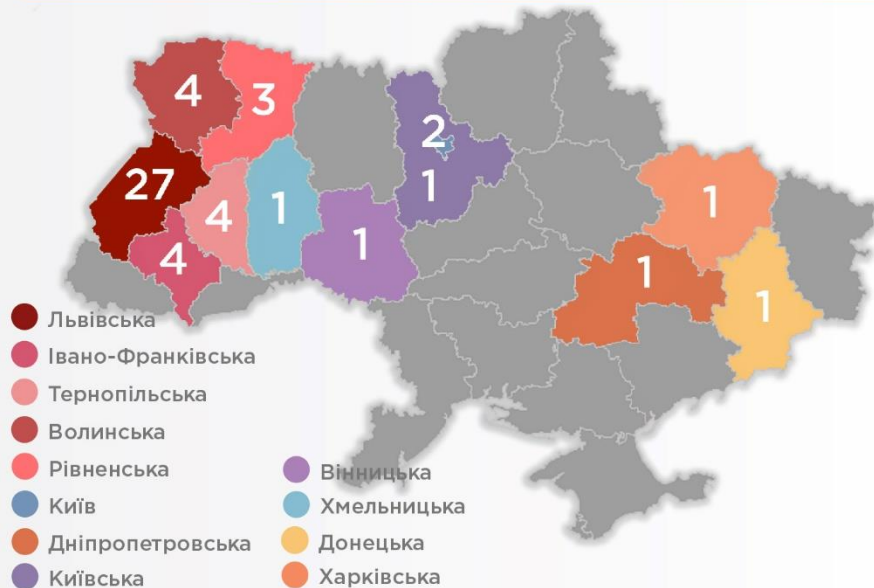 4
3
2
27
1
4
1
1
1
4
1
1
Львівська
Івано-Франківська
Тернопільська
Волинська
Рівненська
Київ
Дніпропетровська
Київська
Вінницька
Хмельницька
Донецька
Харківська